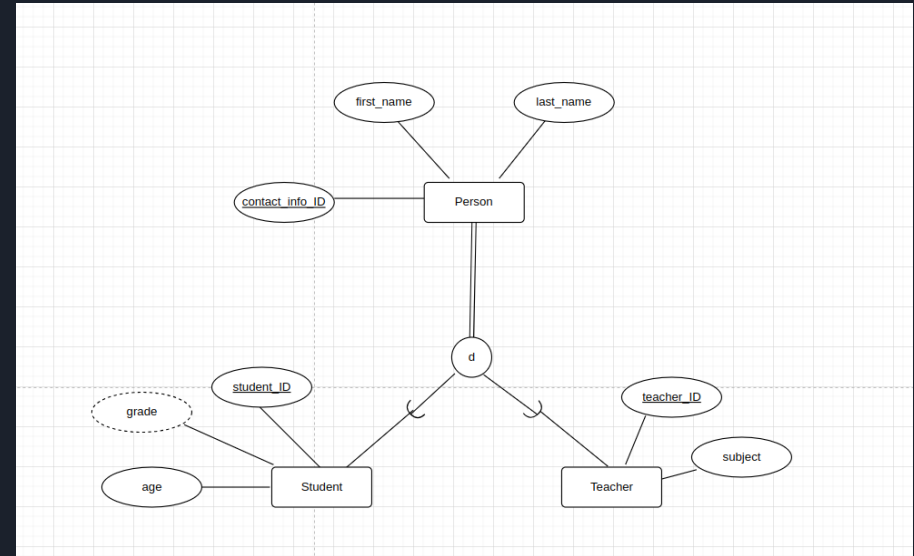 first_name
last_name
contact_info_ID
Person
d
student_ID
grade
teacher_ID
subject
age
Student
Teacher